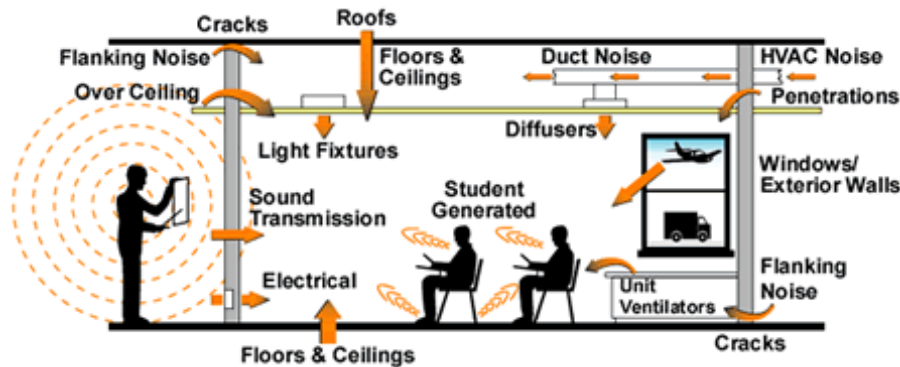 Cracks
Roofs
Flanking Noise
Floors &
Ceilings
Duct Noise
HVAC Noise
Over Ceiling
Penetrations
Light Fixtures
Diffusers
Windows/
Exterior Walls
Sound
Transmission
Student
Generated
Electrical
Unit
Ventilators
Flanking
Noise
Floors & Ceilings
Cracks